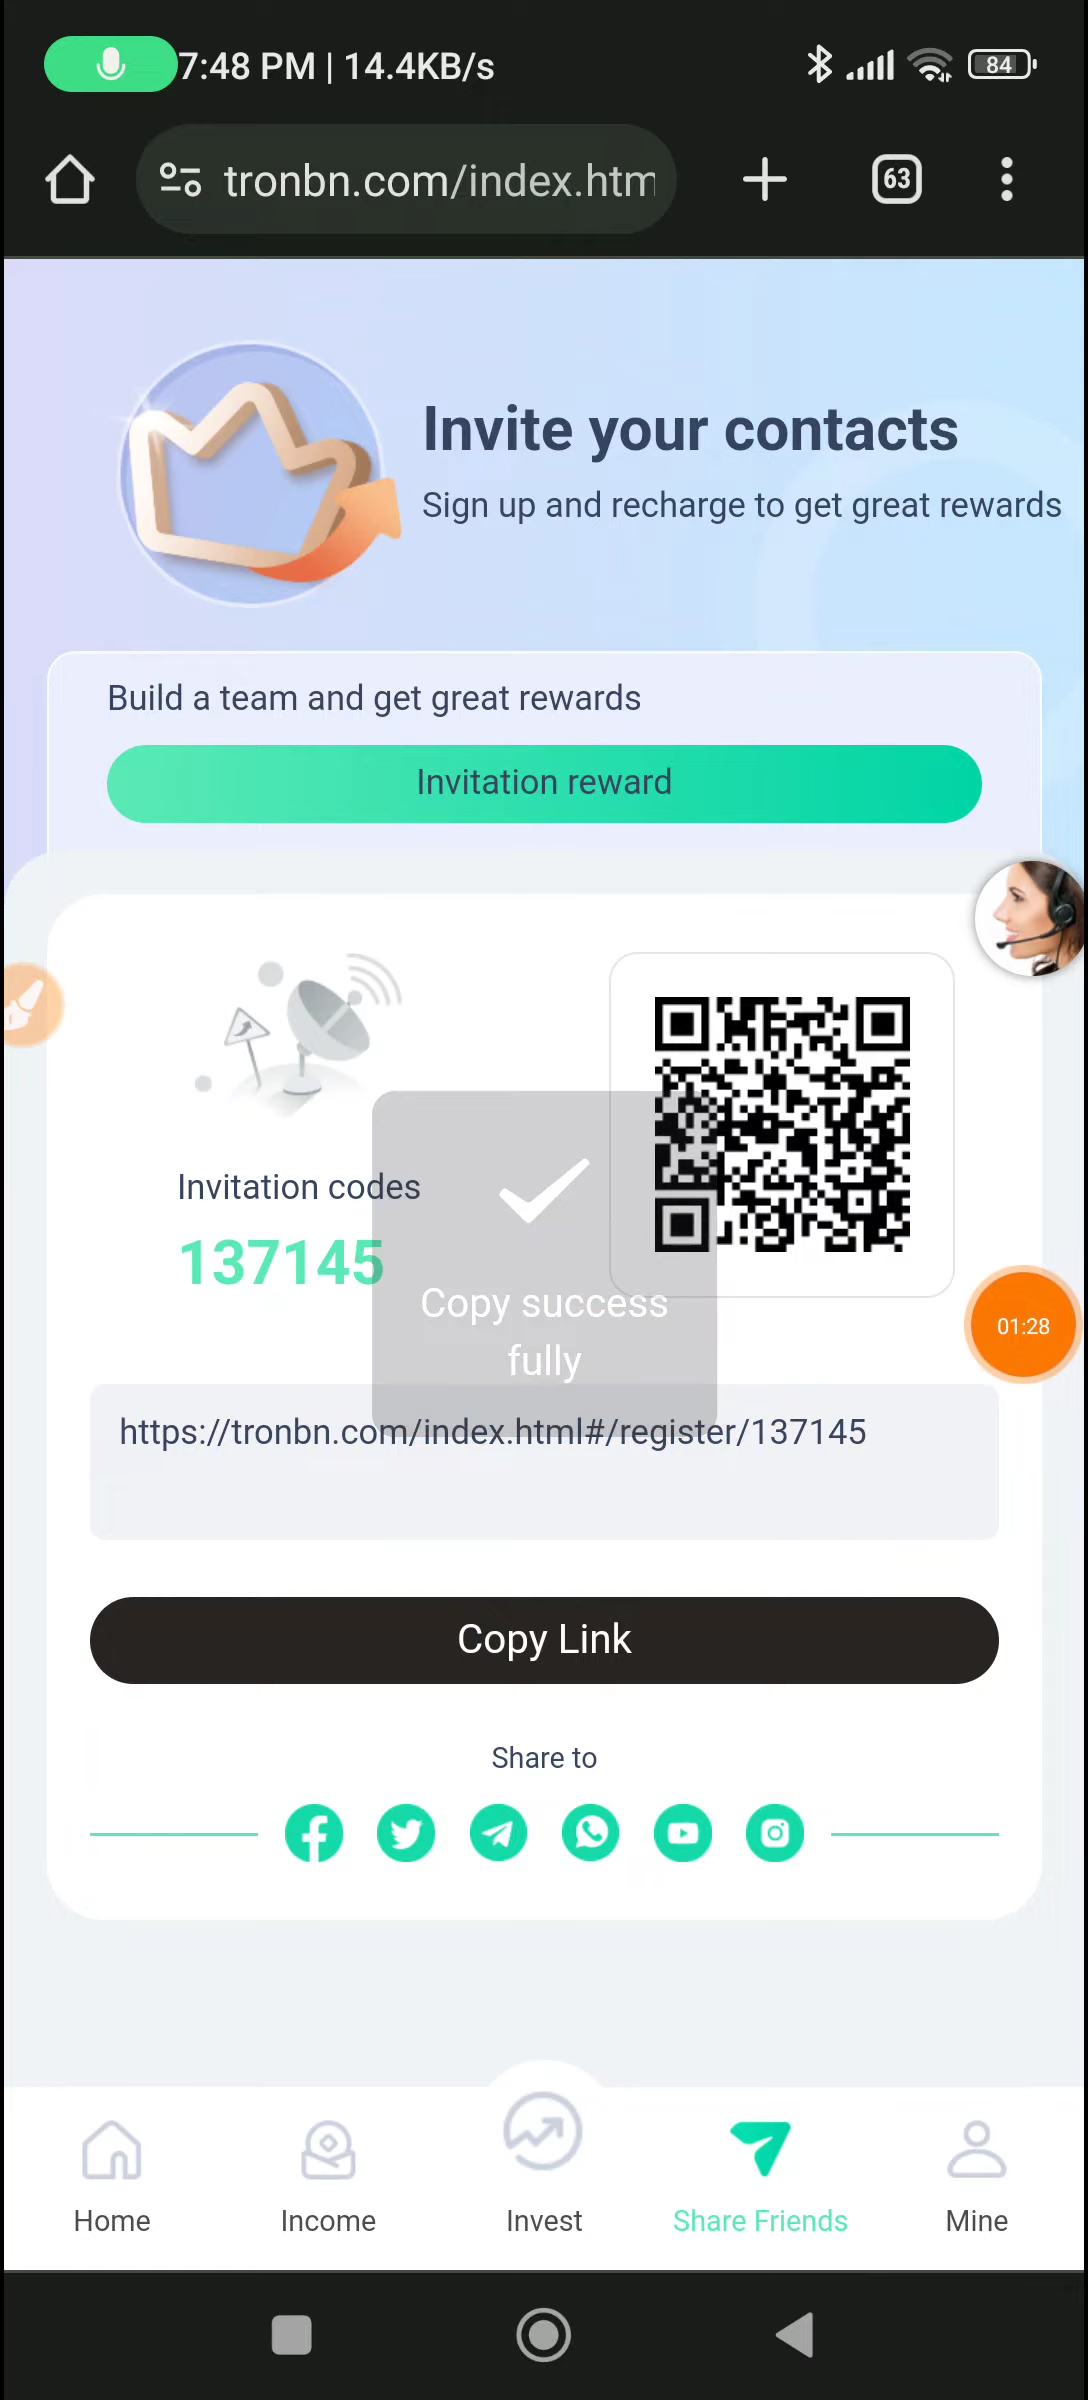 7:48 PM | 14.4KB/s
84
tronbn.com/index.htm
63
Invite your contacts
Sign up and recharge to get great rewards
Build a team and get great rewards
Invitation reward
Invitation codes
137145
Copy success
fully
01:28
https://tronbn.com/index.html#/register/137145
Copy Link
Share to
Home
Income
Invest
Share Friends
Mine